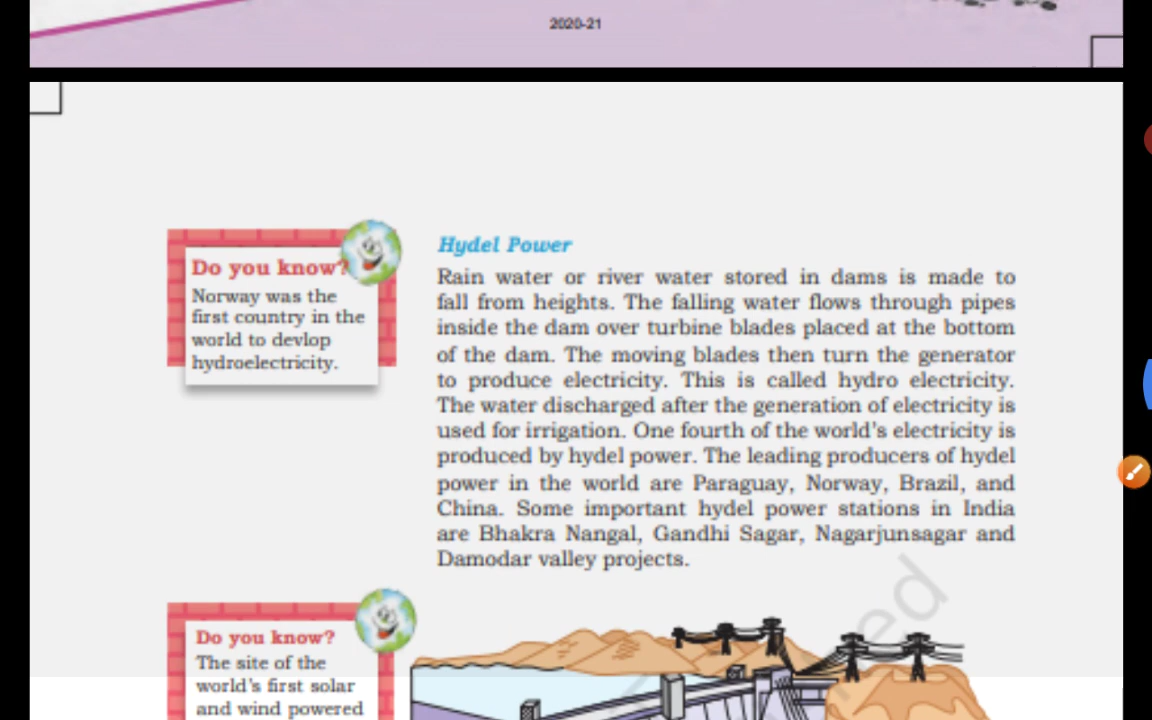 2020-21
Do you know?
Norway was the
first country in the
world to devlop
hydroelectricity.
Hydel Power
Rain water or river water stored in dams is made to
fall from heights. The falling water flows through pipes
inside the dam over turbine blades placed at the bottom
of the dam. The moving blades then turn the generator
to produce electricity. This is called hydro electricity.
The water discharged after the generation of electricity is
used for irrigation. One fourth of the world's electricity is
produced by hydel power. The leading producers of hydel
power in the world are Paraguay, Norway, Brazil, and
China. Some important hydel power stations in India
are Bhakra Nangal, Gandhi Sagar, Nagarjunsagar and
Damodar valley projects.
Do you know?
The site of the
world's first solar
and wind powered